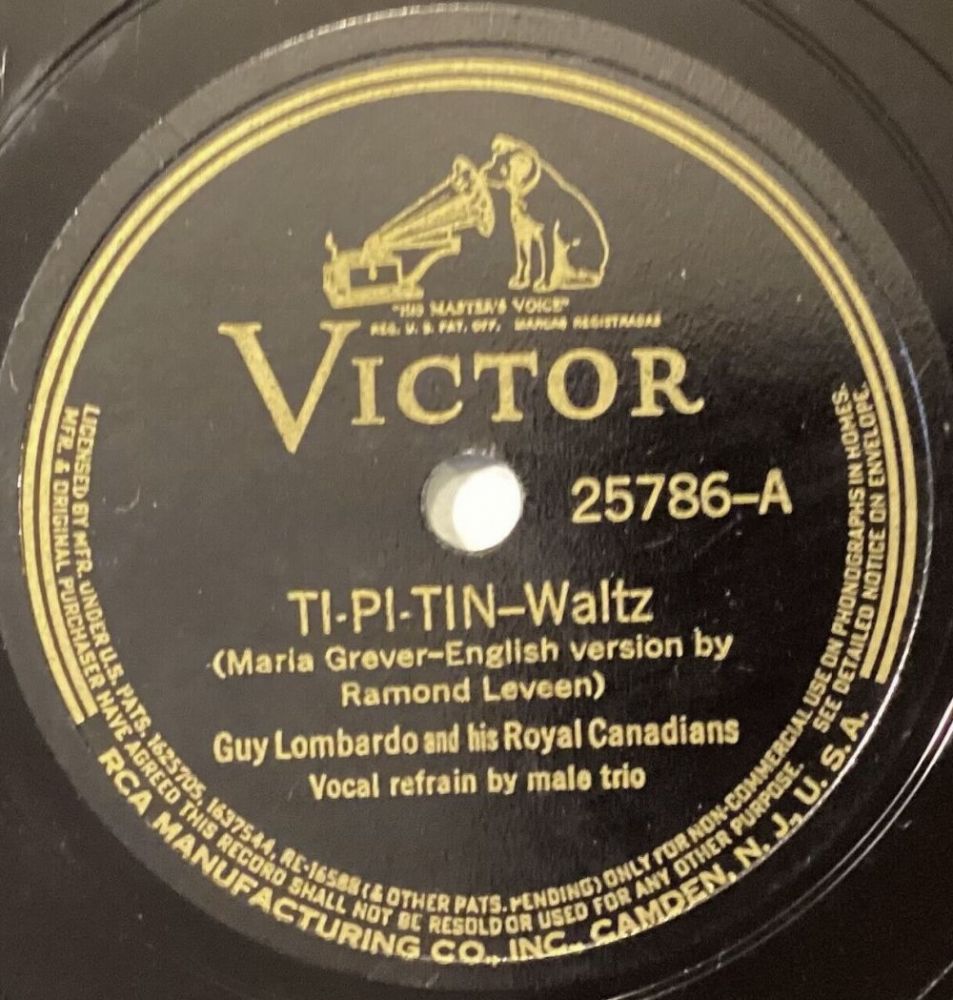 "HIS MASTER'S VOICE"
REG. U. S. PAT. OFF. MARCAS REGISTRADAS
VICTOR
25786-A
TI-PI-TIN-Waltz
(Maria Grever-English version by
Ramond Leveen)
Guy Lombardo and his Royal Canadians
Vocal refrain by male trio
LICENSED BY MFR. UNDER U.S. PATS. 1625705, 1637544, RE-16588 (& OTHER PATS. PENDING) ONLY FOR NON-COMMERCIAL USE ON PHONOGRAPHS IN HOMES.
MFR. & ORIGINAL PURCHASER HAVE AGREED THIS RECORD SHALL NOT BE RESOLD OR USED FOR ANY OTHER PURPOSE. SEE DETAILED NOTICE ON ENVELOPE.
RCA MANUFACTURING CO., INC., CAMDEN, N. J., U. S. A.